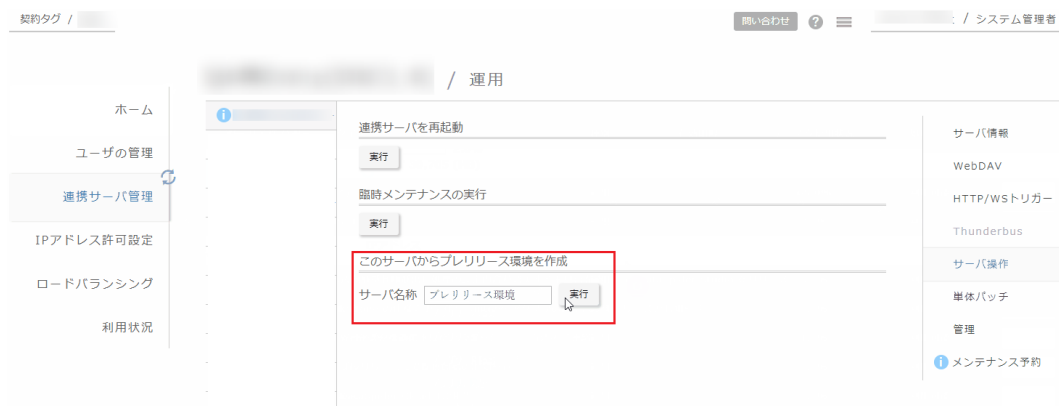 契約タグ /
問い合わせ ?
/ システム管理者
/ 運用
ホーム
ユーザの管理
連携サーバ管理
IPアドレス許可設定
ロードバランシング
利用状況
i
連携サーバを再起動
実行
臨時メンテナンスの実行
実行
このサーバからプレリリース環境を作成
サーバ名称 プレリリース環境 実行
サーバ情報
WebDAV
HTTP/WSトリガー
Thunderbus
サーバ操作
単体パッチ
管理
i メンテナンス予約